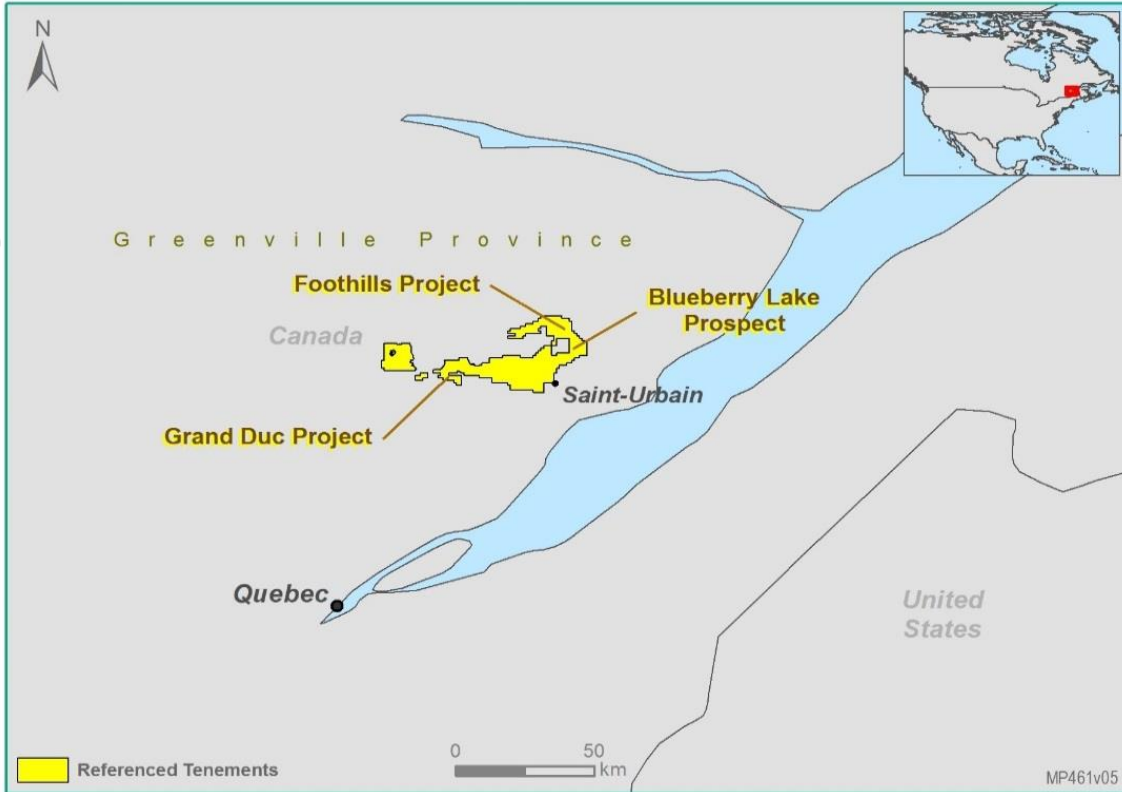 N
Greenville Province
Foothills Project
Blueberry Lake
Prospect
Canada
Saint-Urbain
Grand Duc Project
Quebec
United
States
Referenced Tenements
0 50
km
MP461v05